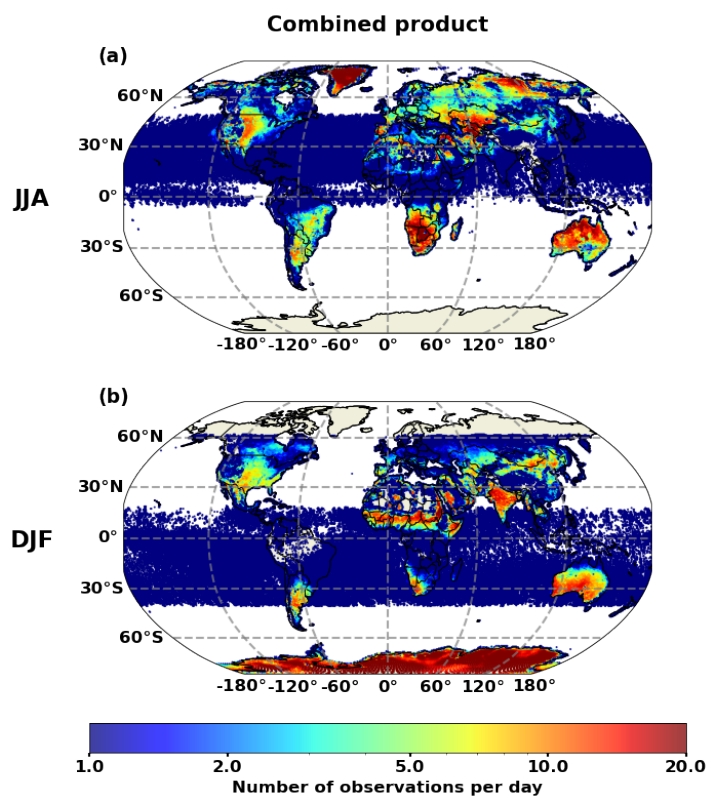 Combined product
(a)
60°N
30°N
0°
30°S
60°S
JJA
-180° -120° -60° 0° 60° 120° 180°
(b)
60°N
30°N
0°
30°S
60°S
DJF
-180° -120° -60° 0° 60° 120° 180°
1.0 2.0 5.0 10.0 20.0
Number of observations per day